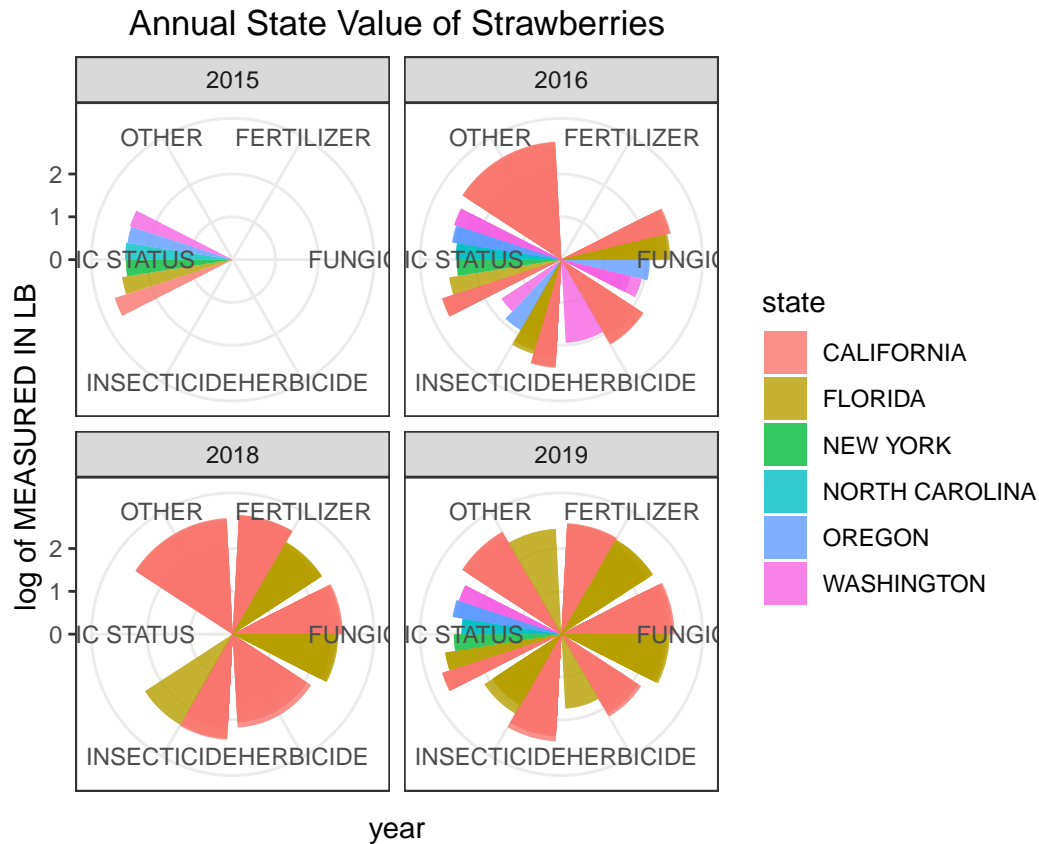 Annual State Value of Strawberries
2015
2016
OTHER FERTILIZER
OTHER FERTILIZER
2
1
0
IC STATUS FUNGIC
IC STATUS FUNGIC
INSECTICIDE HERBICIDE
INSECTICIDE HERBICIDE
2018
2019
OTHER FERTILIZER
OTHER FERTILIZER
2
1
0
IC STATUS FUNGIC
IC STATUS FUNGIC
INSECTICIDE HERBICIDE
INSECTICIDE HERBICIDE
log of MEASURED IN LB
year
state
CALIFORNIA
FLORIDA
NEW YORK
NORTH CAROLINA
OREGON
WASHINGTON